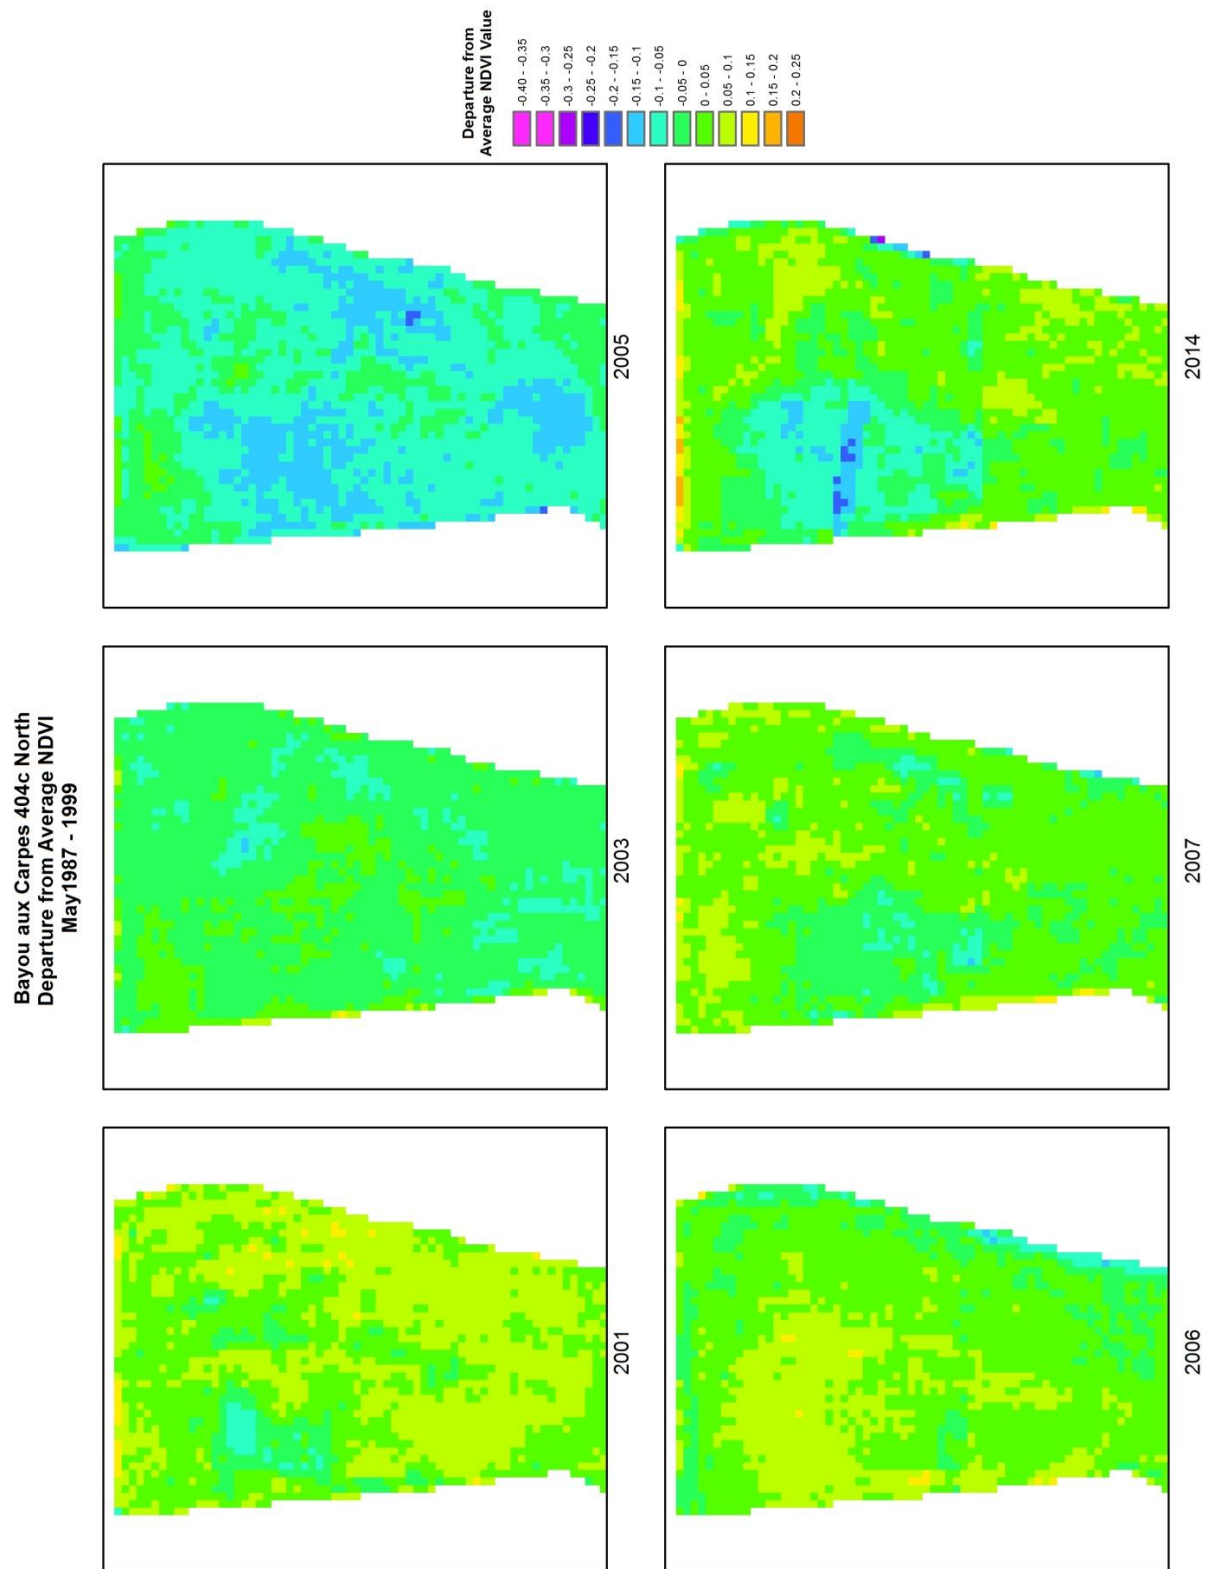 Bayou aux Carpes 404c North
Departure from Average NDVI
May1987 - 1999
2001
2003
2005
2006
2007
2014
Departure from
Average NDVI Value
-0.40 - -0.35
-0.35 - -0.3
-0.3 - -0.25
-0.25 - -0.2
-0.2 - -0.15
-0.15 - -0.1
-0.1 - -0.05
-0.05 - 0
0 - 0.05
0.05 - 0.1
0.1 - 0.15
0.15 - 0.2
0.2 - 0.25